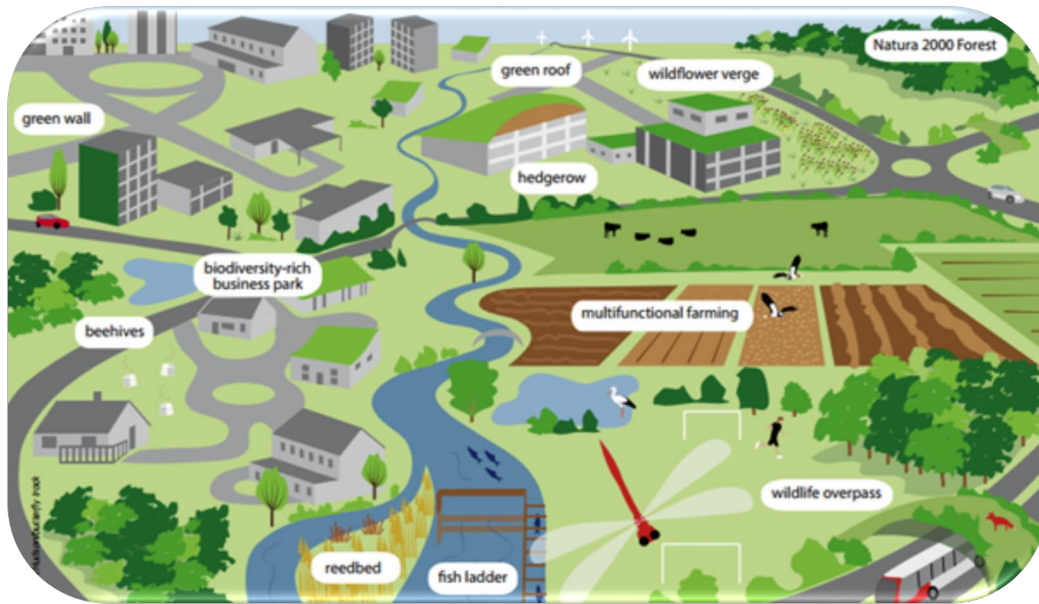 Natura 2000 Forest
green roof
wildflower verge
green wall
hedgerow
biodiversity-rich
business park
multifunctional farming
beehives
wildlife overpass
reedbed
fish ladder